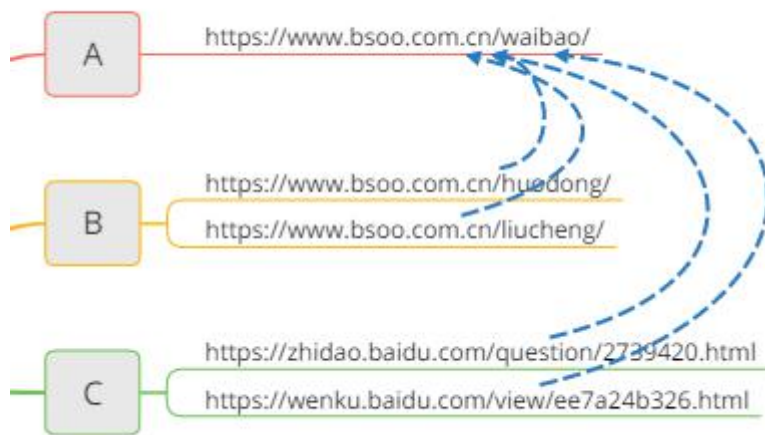 https://www.bsoo.com.cn/waibao/
A
https://www.bsoo.com.cn/huodong/
B
https://www.bsoo.com.cn/liucheng/
https://zhidao.baidu.com/question/2739420.html
C
https://wenku.baidu.com/view/ee7a24b326.html